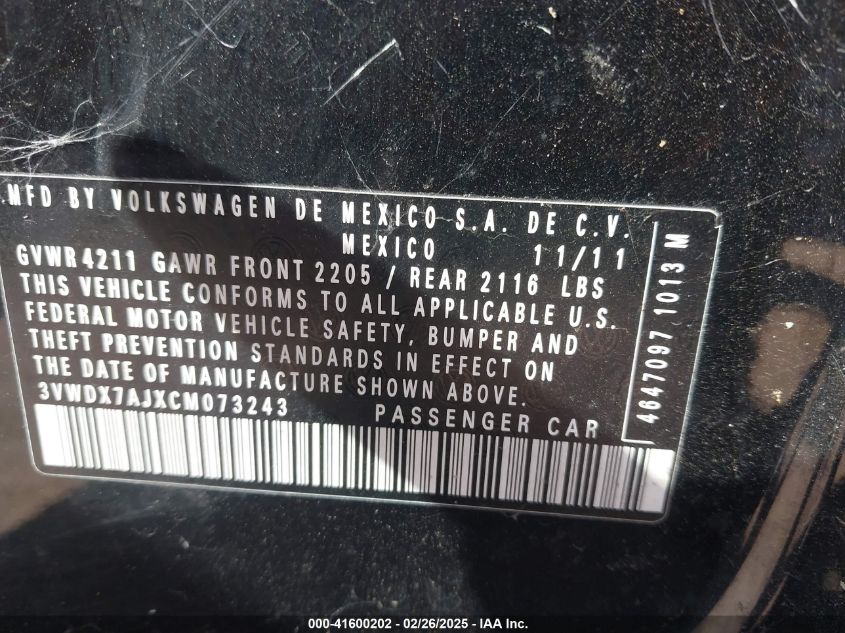 MFD BY VOLKSWAGEN DE MEXICO S.A. DE C.V.
MEXICO 11/11
GVWR 4211 GAWR FRONT 2205 / REAR 2116 LBS
THIS VEHICLE CONFORMS TO ALL APPLICABLE U.S.
FEDERAL MOTOR VEHICLE SAFETY, BUMPER AND
THEFT PREVENTION STANDARDS IN EFFECT ON
THE DATE OF MANUFACTURE SHOWN ABOVE.
3VWDX7AJXCM073243 PASSENGER CAR
4647097 1013 M
000-41600202 - 02/26/2025 - IAA Inc.